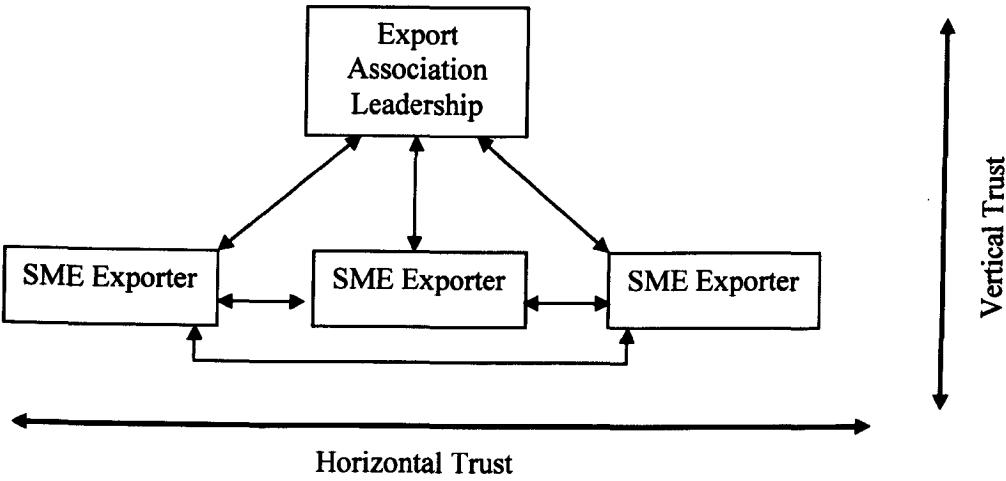 Export
Association
Leadership
SME Exporter
SME Exporter
SME Exporter
Vertical Trust
Horizontal Trust